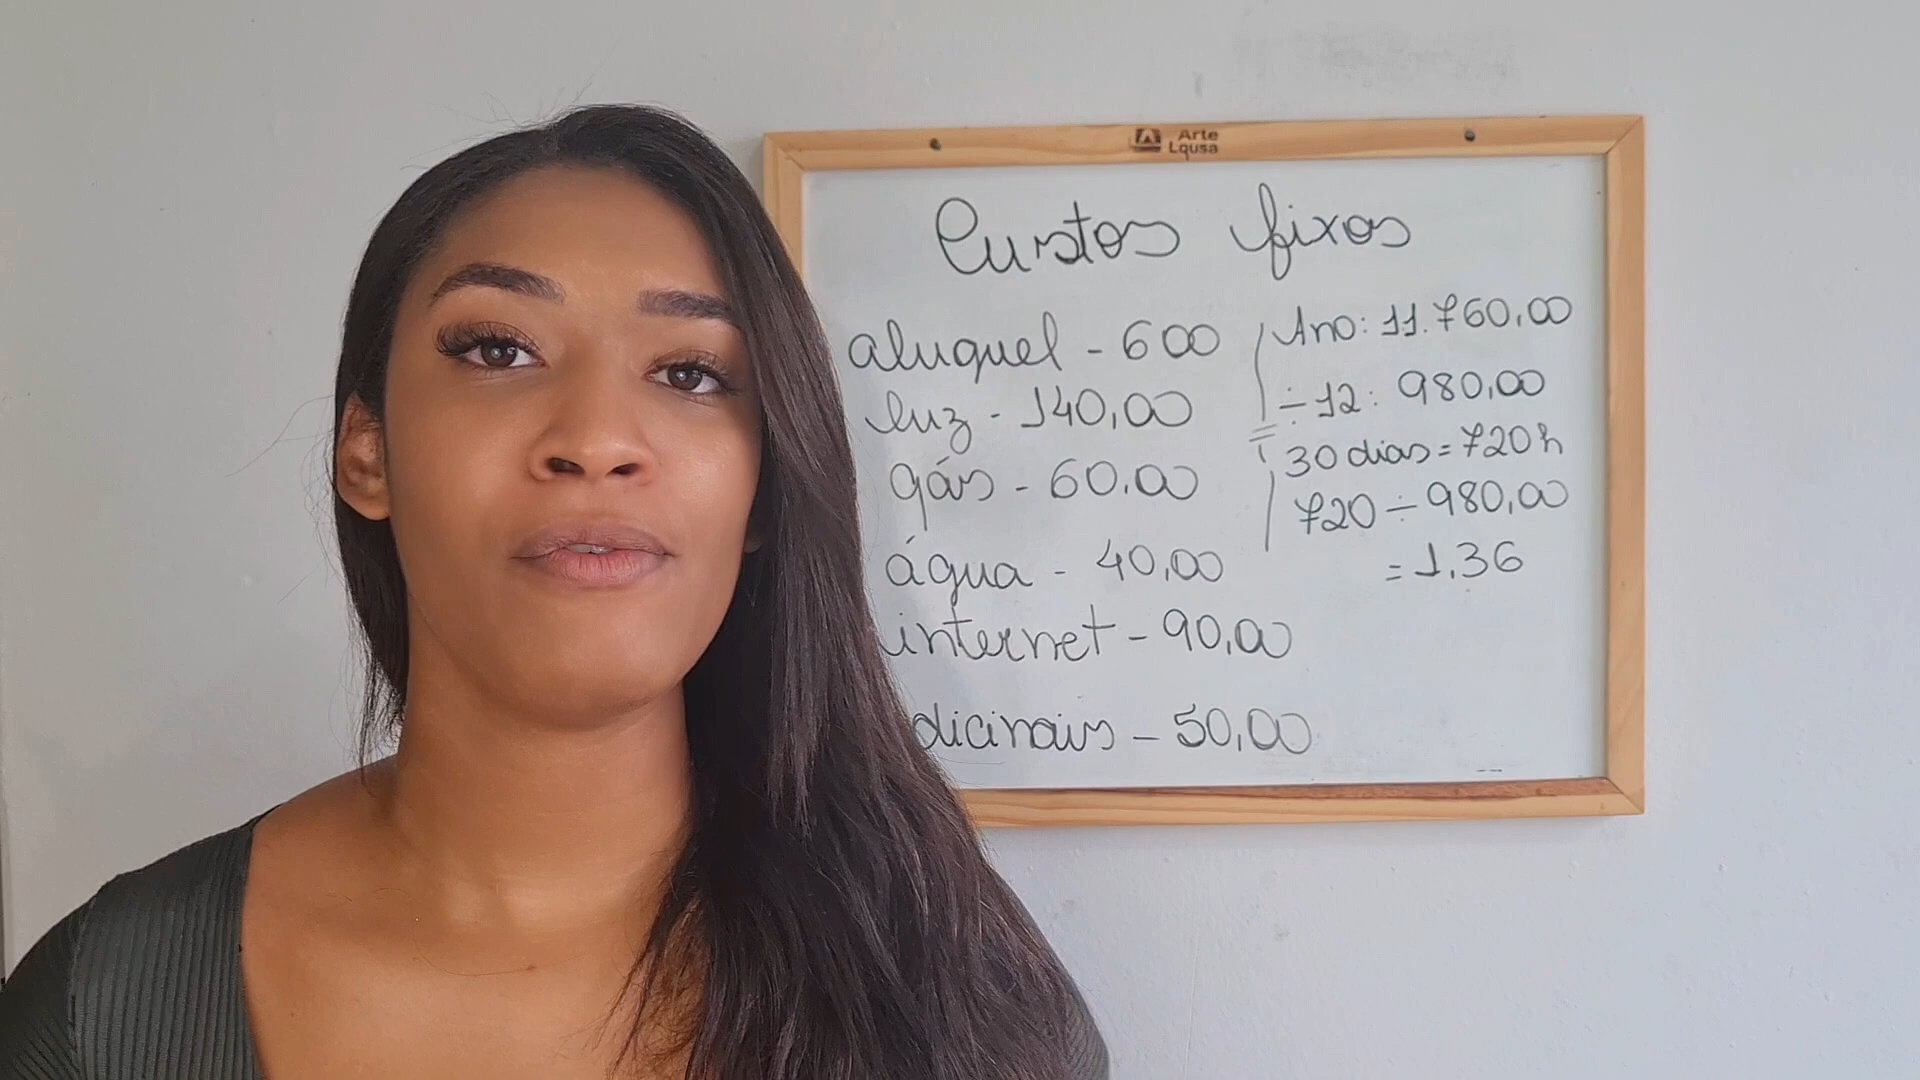 Arte
Lousa
Custos fixos
aluguel - 600
luz - 140,00
gás - 60,00
água - 40,00
internet - 90,00
dicinais - 50,00
Ano: 11.760,00
÷12: 980,00
30 dias = 720h
720 ÷ 980,00
= 1,36